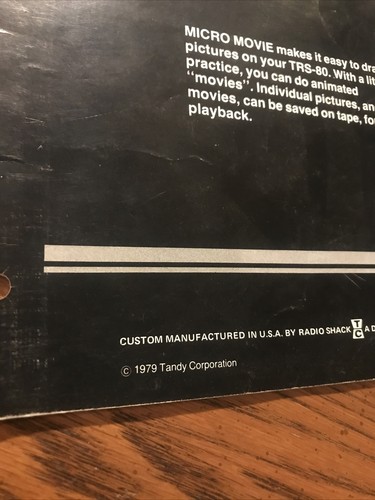 MICRO MOVIE makes it easy to dra
pictures on your TRS-80. With a lit
practice, you can do animated
"movies". Individual pictures, an
movies, can be saved on tape, fo
playback.
CUSTOM MANUFACTURED IN U.S.A. BY RADIO SHACK TC A D
© 1979 Tandy Corporation